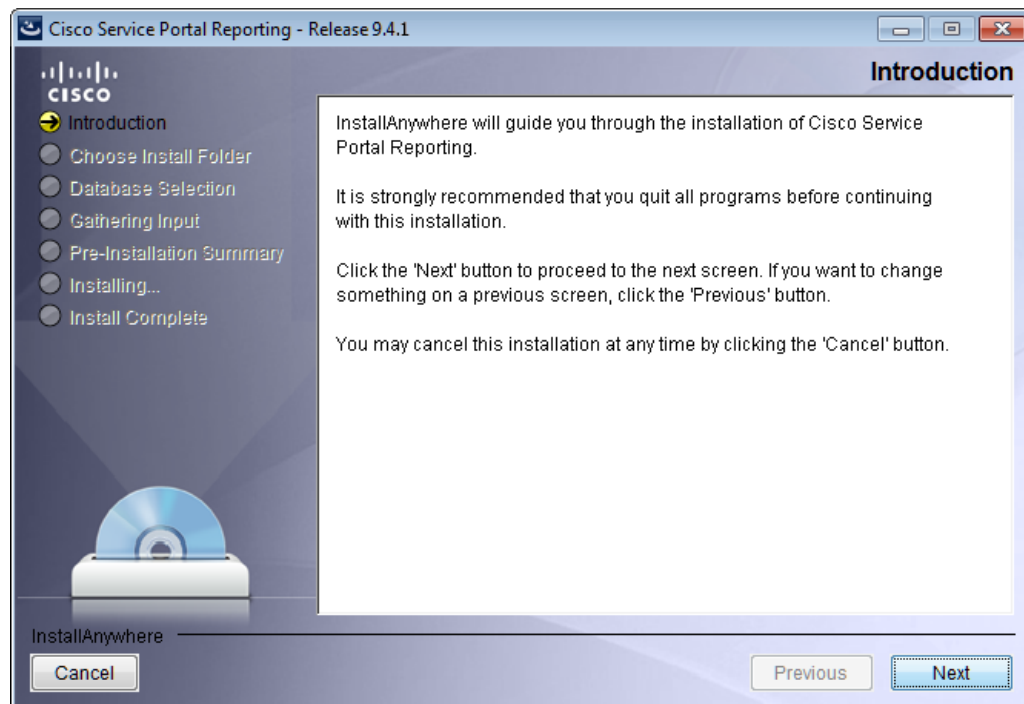 Cisco Service Portal Reporting - Release 9.4.1
CISCO
Introduction
Introduction
Choose Install Folder
Database Selection
Gathering Input
Pre-Installation Summary
Installing...
Install Complete
InstallAnywhere will guide you through the installation of Cisco Service
Portal Reporting.
It is strongly recommended that you quit all programs before continuing
with this installation.
Click the 'Next' button to proceed to the next screen. If you want to change
something on a previous screen, click the 'Previous' button.
You may cancel this installation at any time by clicking the 'Cancel' button.
InstallAnywhere
Cancel
Previous
Next